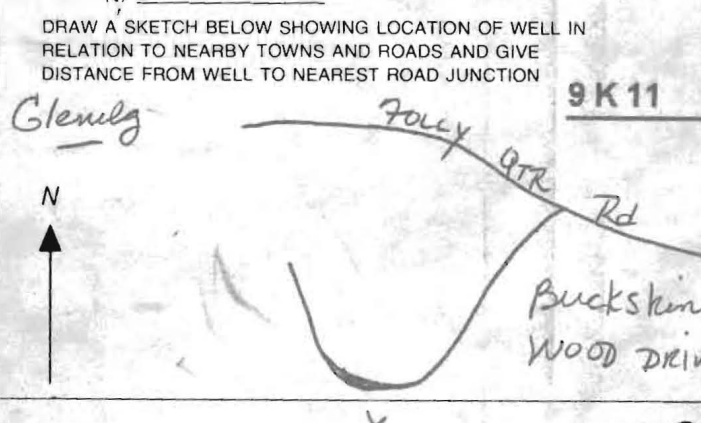 DRAW A SKETCH BELOW SHOWING LOCATION OF WELL IN
RELATION TO NEARBY TOWNS AND ROADS AND GIVE
DISTANCE FROM WELL TO NEAREST ROAD JUNCTION
9 K 11
Glenelg
FOLLY QTR Rd
N
Buckskin
WOOD DRIV